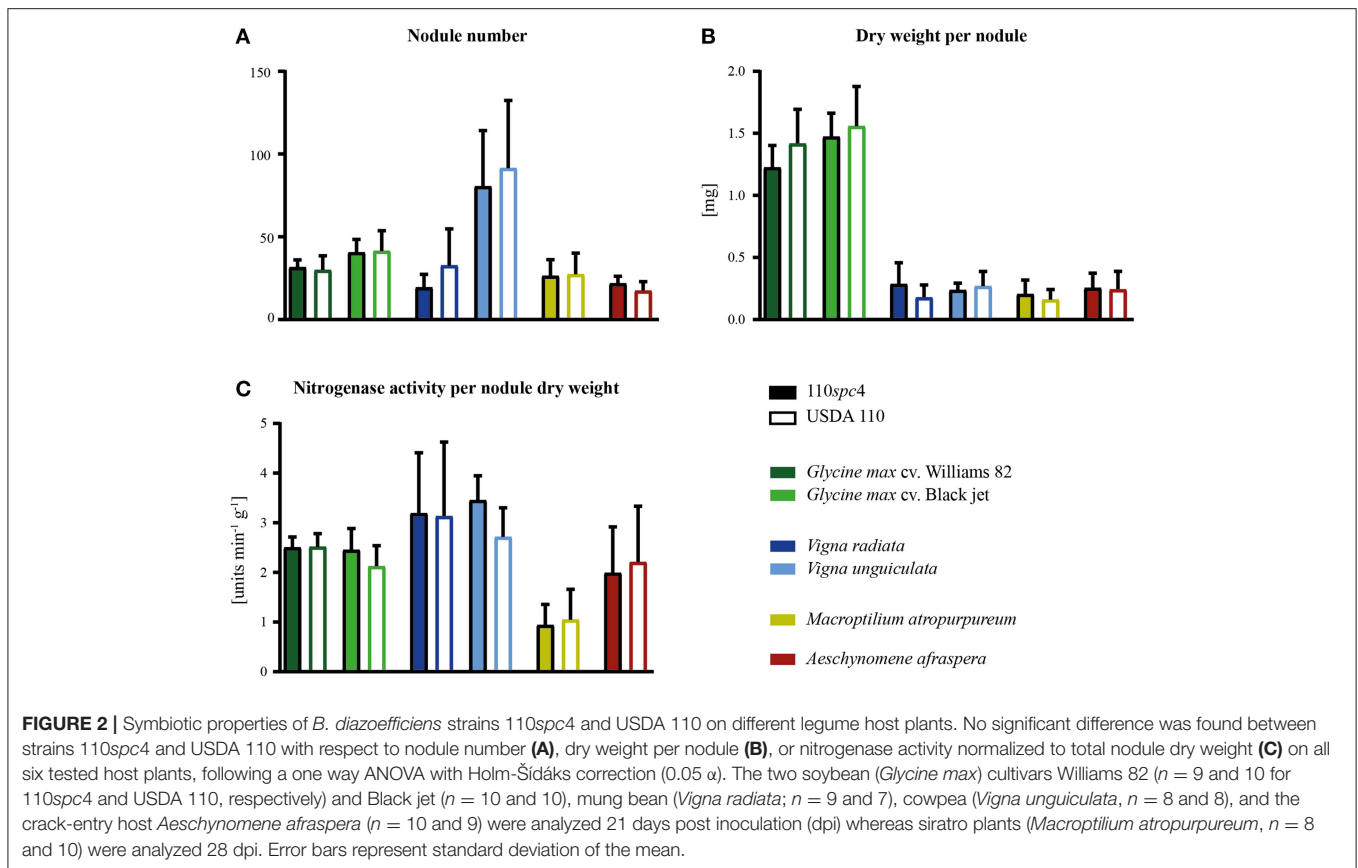 A
Nodule number
150
100
50
0
B
Dry weight per nodule
[mg]
2.0
1.5
1.0
0.5
0.0
C
Nitrogenase activity per nodule dry weight
[units min⁻¹ g⁻¹]
5
4
3
2
1
0
110spc4
USDA 110
Glycine max cv. Williams 82
Glycine max cv. Black jet
Vigna radiata
Vigna unguiculata
Macroptilium atropurpureum
Aeschynomene afraspera
FIGURE 2 | Symbiotic properties of B. diazoefficiens strains 110spc4 and USDA 110 on different legume host plants. No significant difference was found between
strains 110spc4 and USDA 110 with respect to nodule number (A), dry weight per nodule (B), or nitrogenase activity normalized to total nodule dry weight (C) on all
six tested host plants, following a one way ANOVA with Holm-Šídáks correction (0.05 α). The two soybean (Glycine max) cultivars Williams 82 (n = 9 and 10 for
110spc4 and USDA 110, respectively) and Black jet (n = 10 and 10), mung bean (Vigna radiata; n = 9 and 7), cowpea (Vigna unguiculata, n = 8 and 8), and the
crack-entry host Aeschynomene afraspera (n = 10 and 9) were analyzed 21 days post inoculation (dpi) whereas siratro plants (Macroptilium atropurpureum, n = 8
and 10) were analyzed 28 dpi. Error bars represent standard deviation of the mean.